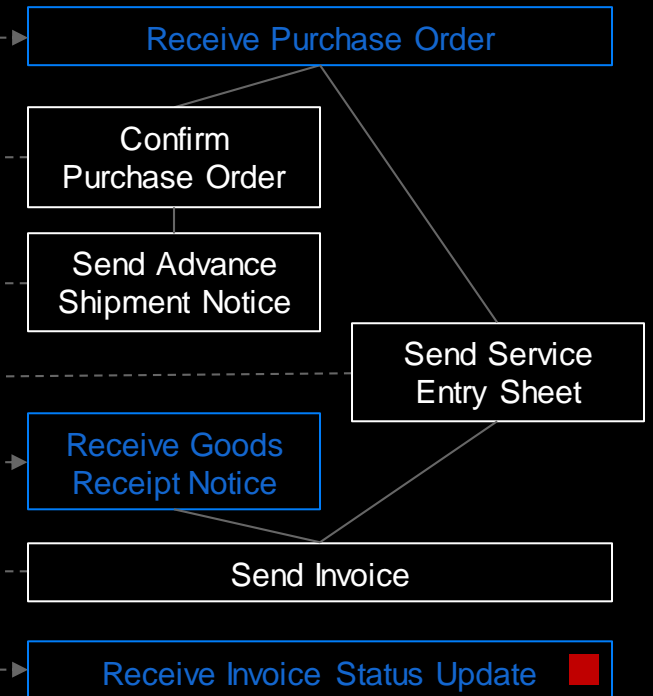 Receive Purchase Order
Confirm
Purchase Order
Send Advance
Shipment Notice
Send Service
Entry Sheet
Receive Goods
Receipt Notice
Send Invoice
Receive Invoice Status Update